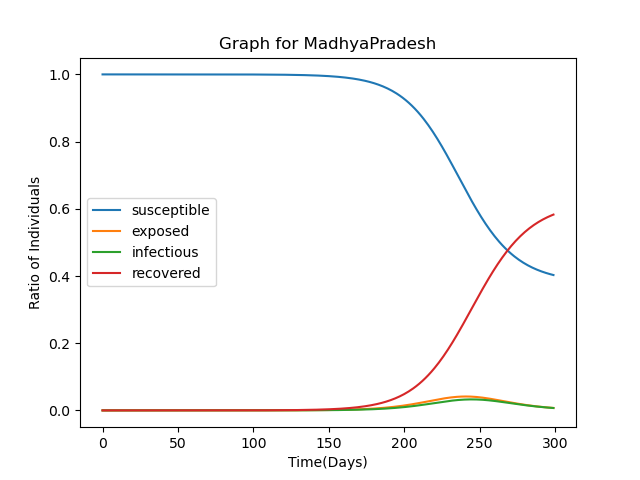 Graph for MadhyaPradesh
Ratio of Individuals
1.0
0.8
0.6
0.4
0.2
0.0
susceptible
exposed
infectious
recovered
0 50 100 150 200 250 300
Time(Days)